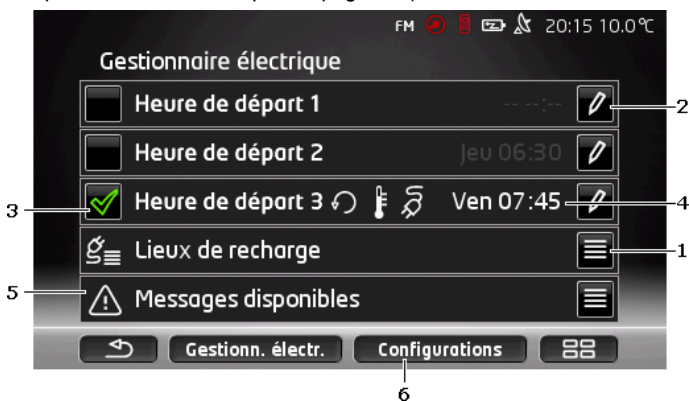 FM 20:15 10.0℃
Gestionnaire électrique
Heure de départ 1 -- --:-- 2
Heure de départ 2 Jeu 06:30
3 Heure de départ 3 Ven 07:45 4
Lieux de recharge 1
5 Messages disponibles
Gestionn. électr. Configurations
6